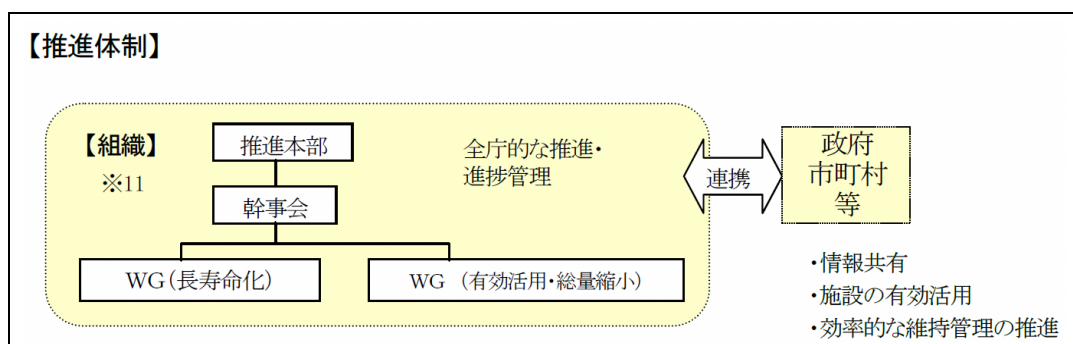 【推進体制】
【組織】
※11
推進本部
幹事会
WG(長寿命化)
WG (有効活用・総量縮小)
全庁的な推進・
進捗管理
連携
政府
市町村
等
・情報共有
・施設の有効活用
・効率的な維持管理の推進